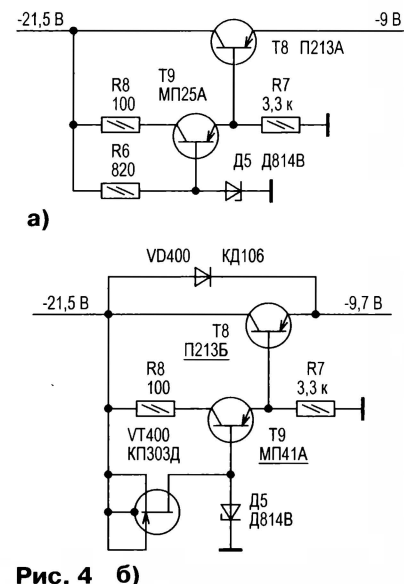 -21,5 В
-9 В
Т8 П213А
Т9
МП25А
R8
100
R7
3,3 к
R6
820
Д5 Д814В
а)
VD400 КД106
-21,5 В
-9,7 В
Т8
П213Б
R8
100
R7
3,3 к
VT400
КП303Д
Т9
МП41А
Д5
Д814В
Рис. 4 б)